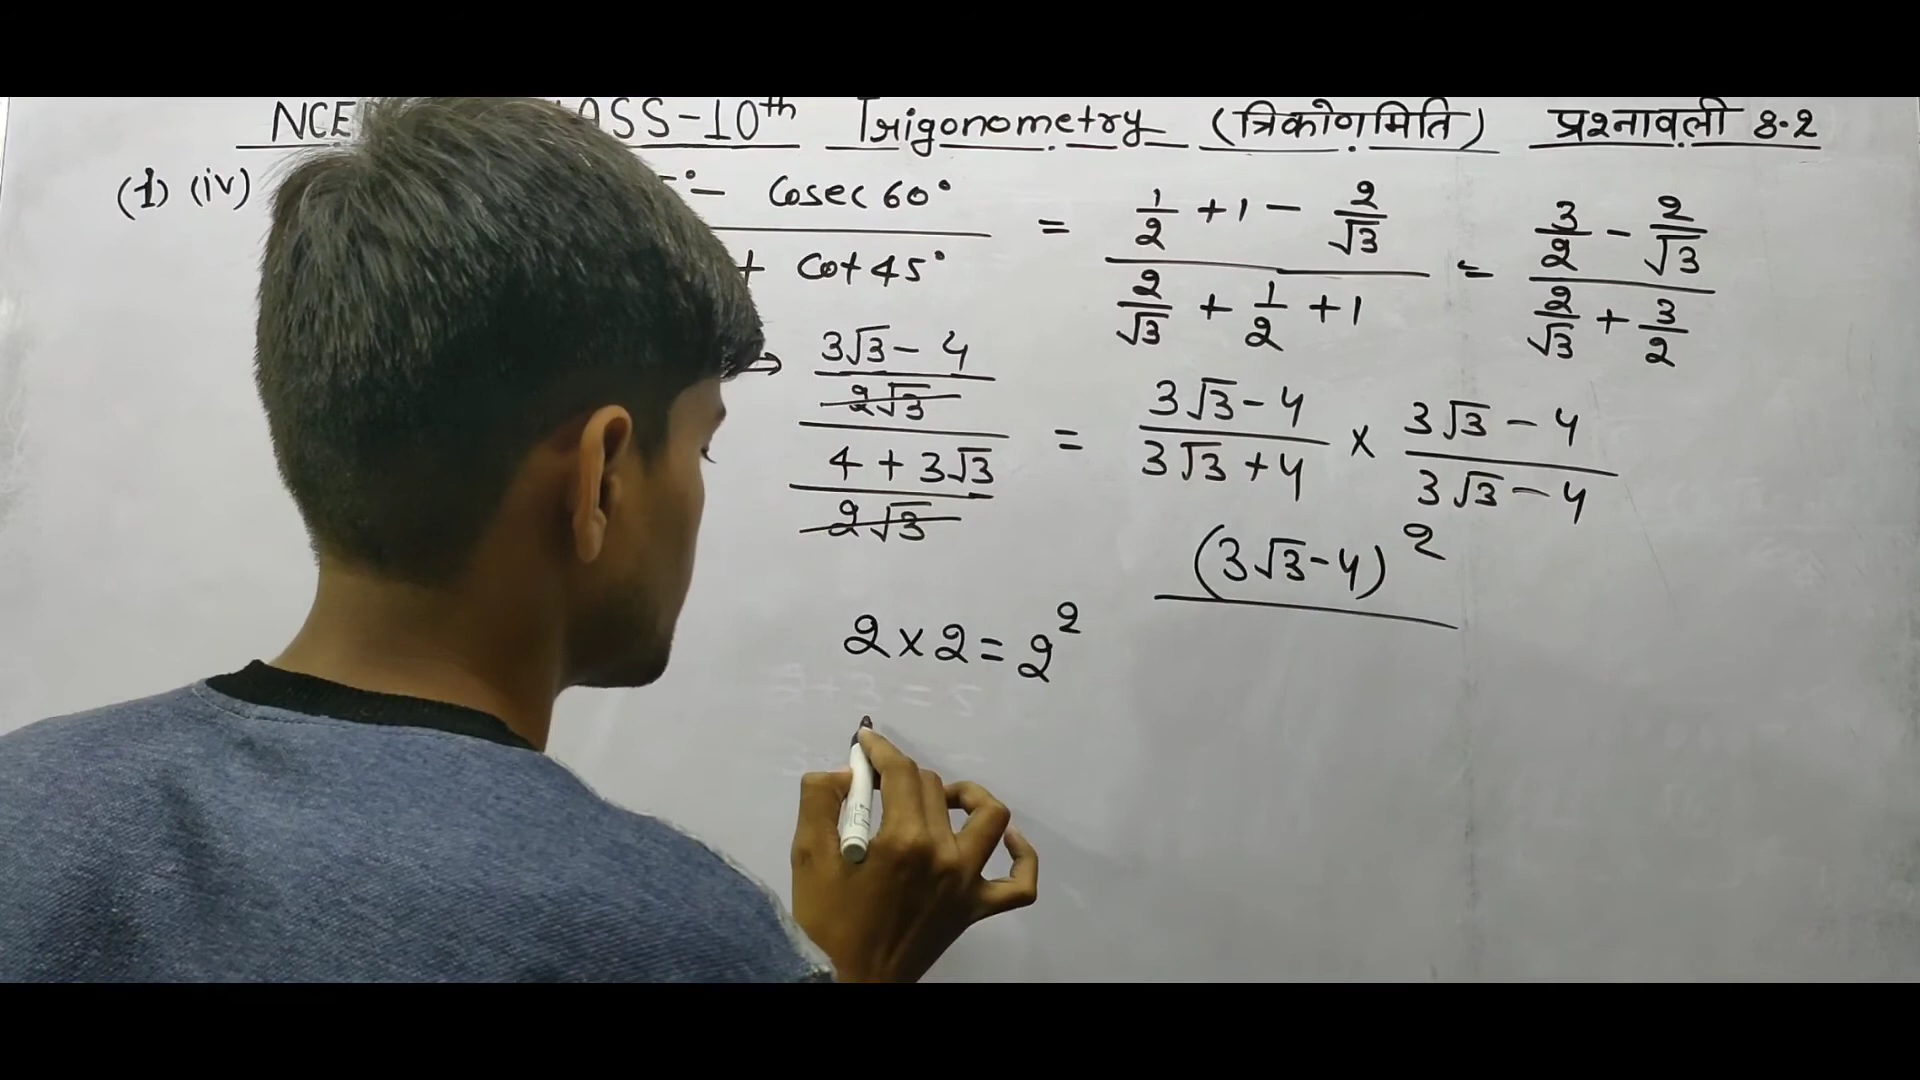 NCE ASS-10th Trigonometry (त्रिकोणमिति) प्रश्नावली 8.2
(1) (iv) ° - Cosec 60° / + Cot 45° = (1/2 + 1 - 2/√3) / (2/√3 + 1/2 + 1) = (3/2 - 2/√3) / (2/√3 + 3/2)
⇒ ((3√3 - 4) / 2√3) / ((4 + 3√3) / 2√3) = (3√3 - 4) / (3√3 + 4) × (3√3 - 4) / (3√3 - 4)
(3√3 - 4)²
2 × 2 = 2²